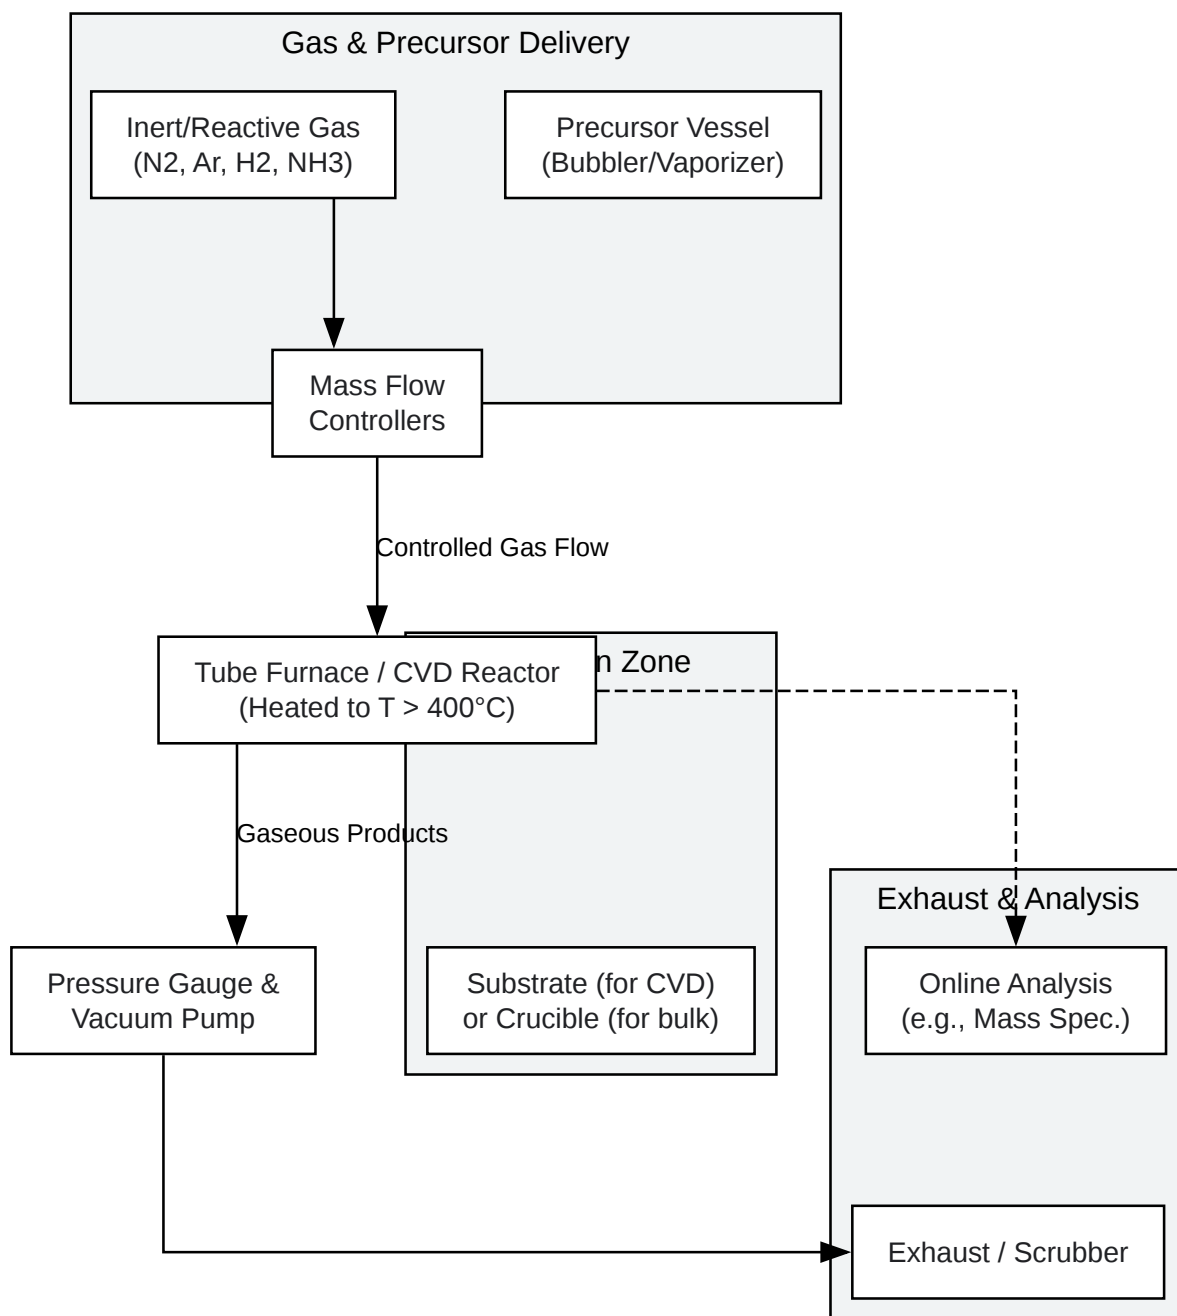 Gas & Precursor Delivery
Inert/Reactive Gas
(N2, Ar, H2, NH3)
Precursor Vessel
(Bubbler/Vaporizer)
Mass Flow
Controllers
Controlled Gas Flow
Tube Furnace / CVD Reactor
(Heated to T > 400°C)
Zone
Gaseous Products
Exhaust & Analysis
Pressure Gauge &
Vacuum Pump
Substrate (for CVD)
or Crucible (for bulk)
Online Analysis
(e.g., Mass Spec.)
Exhaust / Scrubber